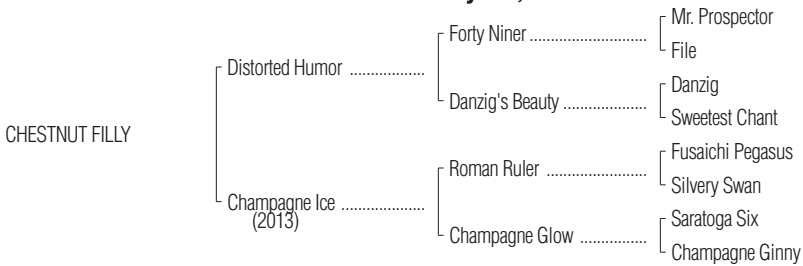 Mr. Prospector
Forty Niner ............................
File
Distorted Humor ..................
Danzig
Danzig's Beauty ....................
Sweetest Chant
CHESTNUT FILLY
Fusaichi Pegasus
Roman Ruler ........................
Silvery Swan
Champagne Ice ....................
(2013)
Saratoga Six
Champagne Glow ................
Champagne Ginny